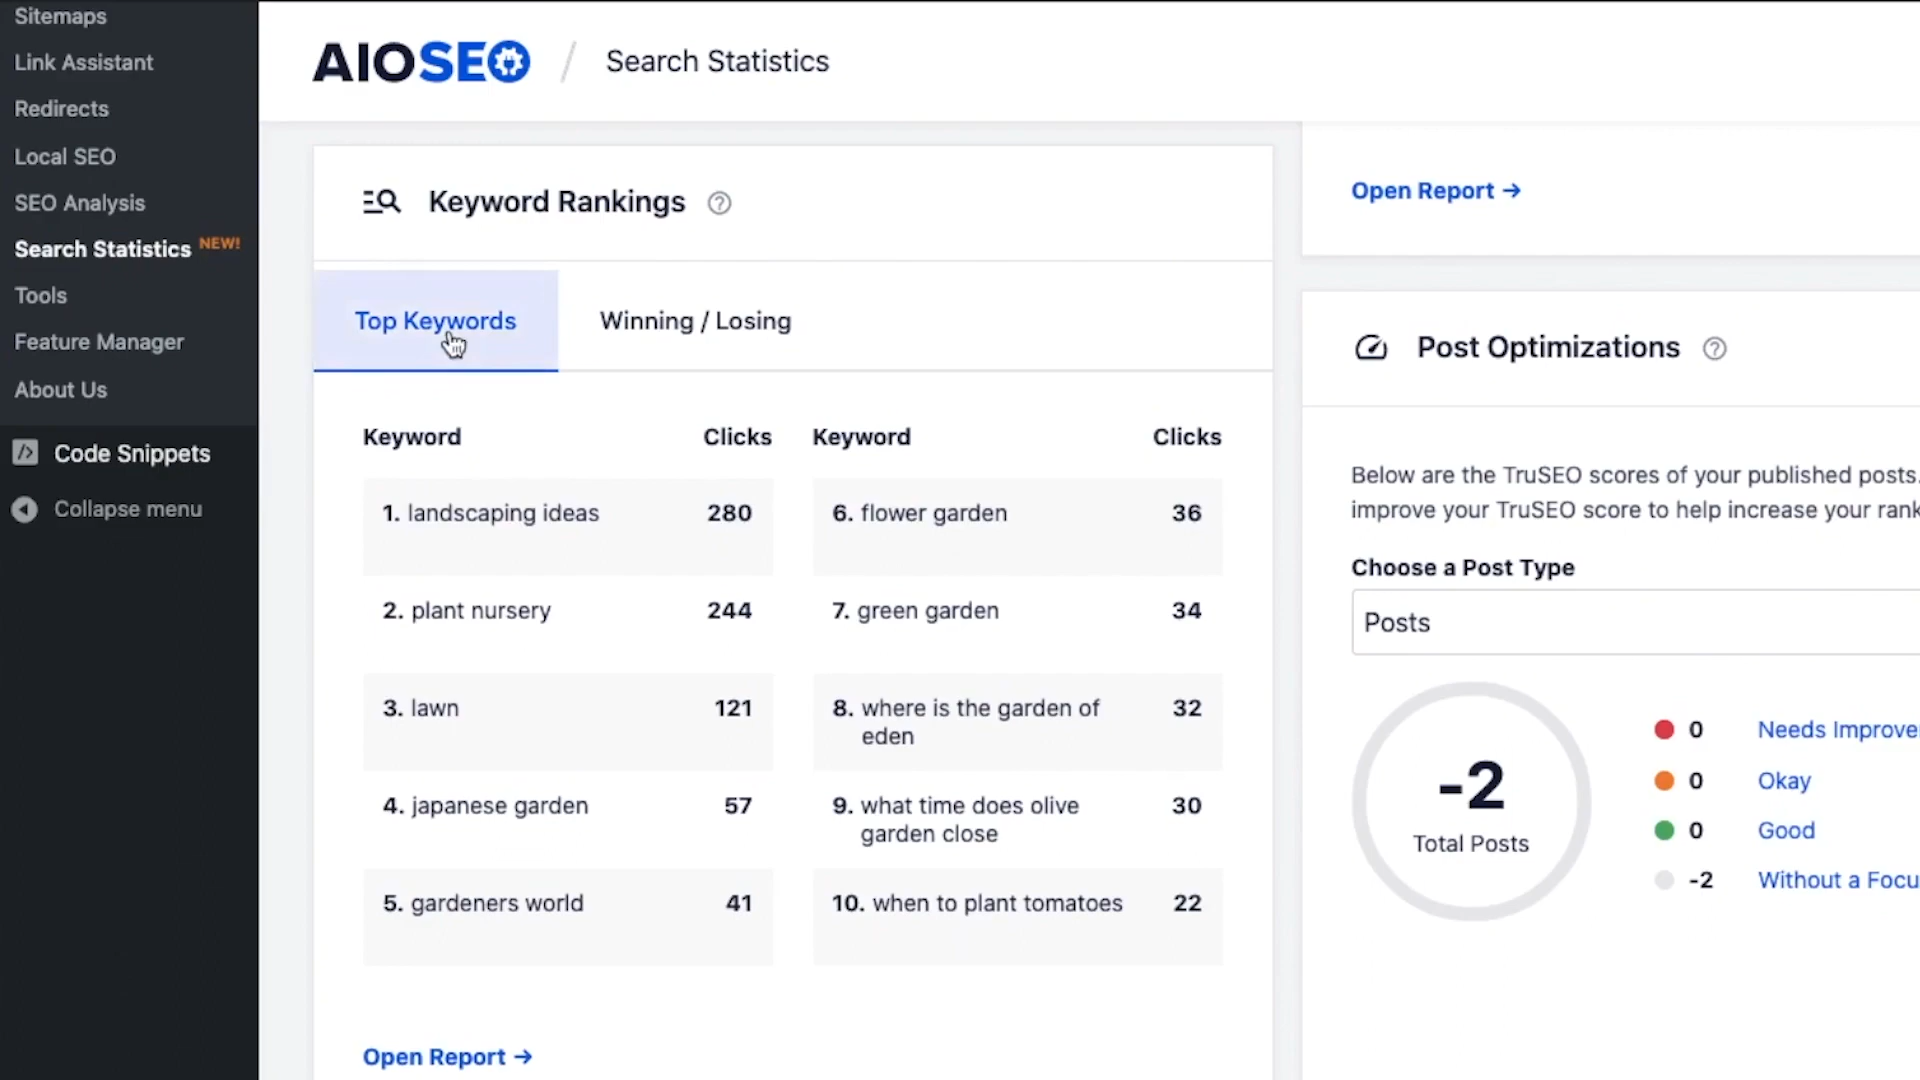 Sitemaps
Link Assistant
Redirects
Local SEO
SEO Analysis
Search Statistics NEW!
Tools
Feature Manager
About Us
Code Snippets
Collapse menu
AIOSEO / Search Statistics
Keyword Rankings
Top Keywords
Winning / Losing
Keyword Clicks Keyword Clicks
1. landscaping ideas 280
6. flower garden 36
2. plant nursery 244
7. green garden 34
3. lawn 121
8. where is the garden of
eden 32
4. japanese garden 57
9. what time does olive
garden close 30
5. gardeners world 41
10. when to plant tomatoes 22
Open Report →
Open Report →
Post Optimizations
Below are the TruSEO scores of your published posts.
improve your TruSEO score to help increase your rank
Choose a Post Type
Posts
-2
Total Posts
0 Needs Improve
0 Okay
0 Good
-2 Without a Focu